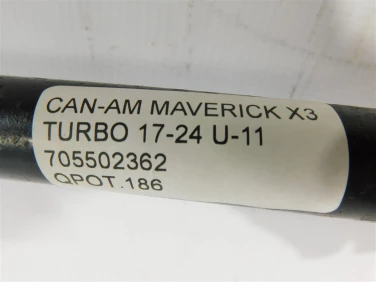 CAN-AM MAVERICK X3
TURBO 17-24 U-11
705502362
QPOT.186